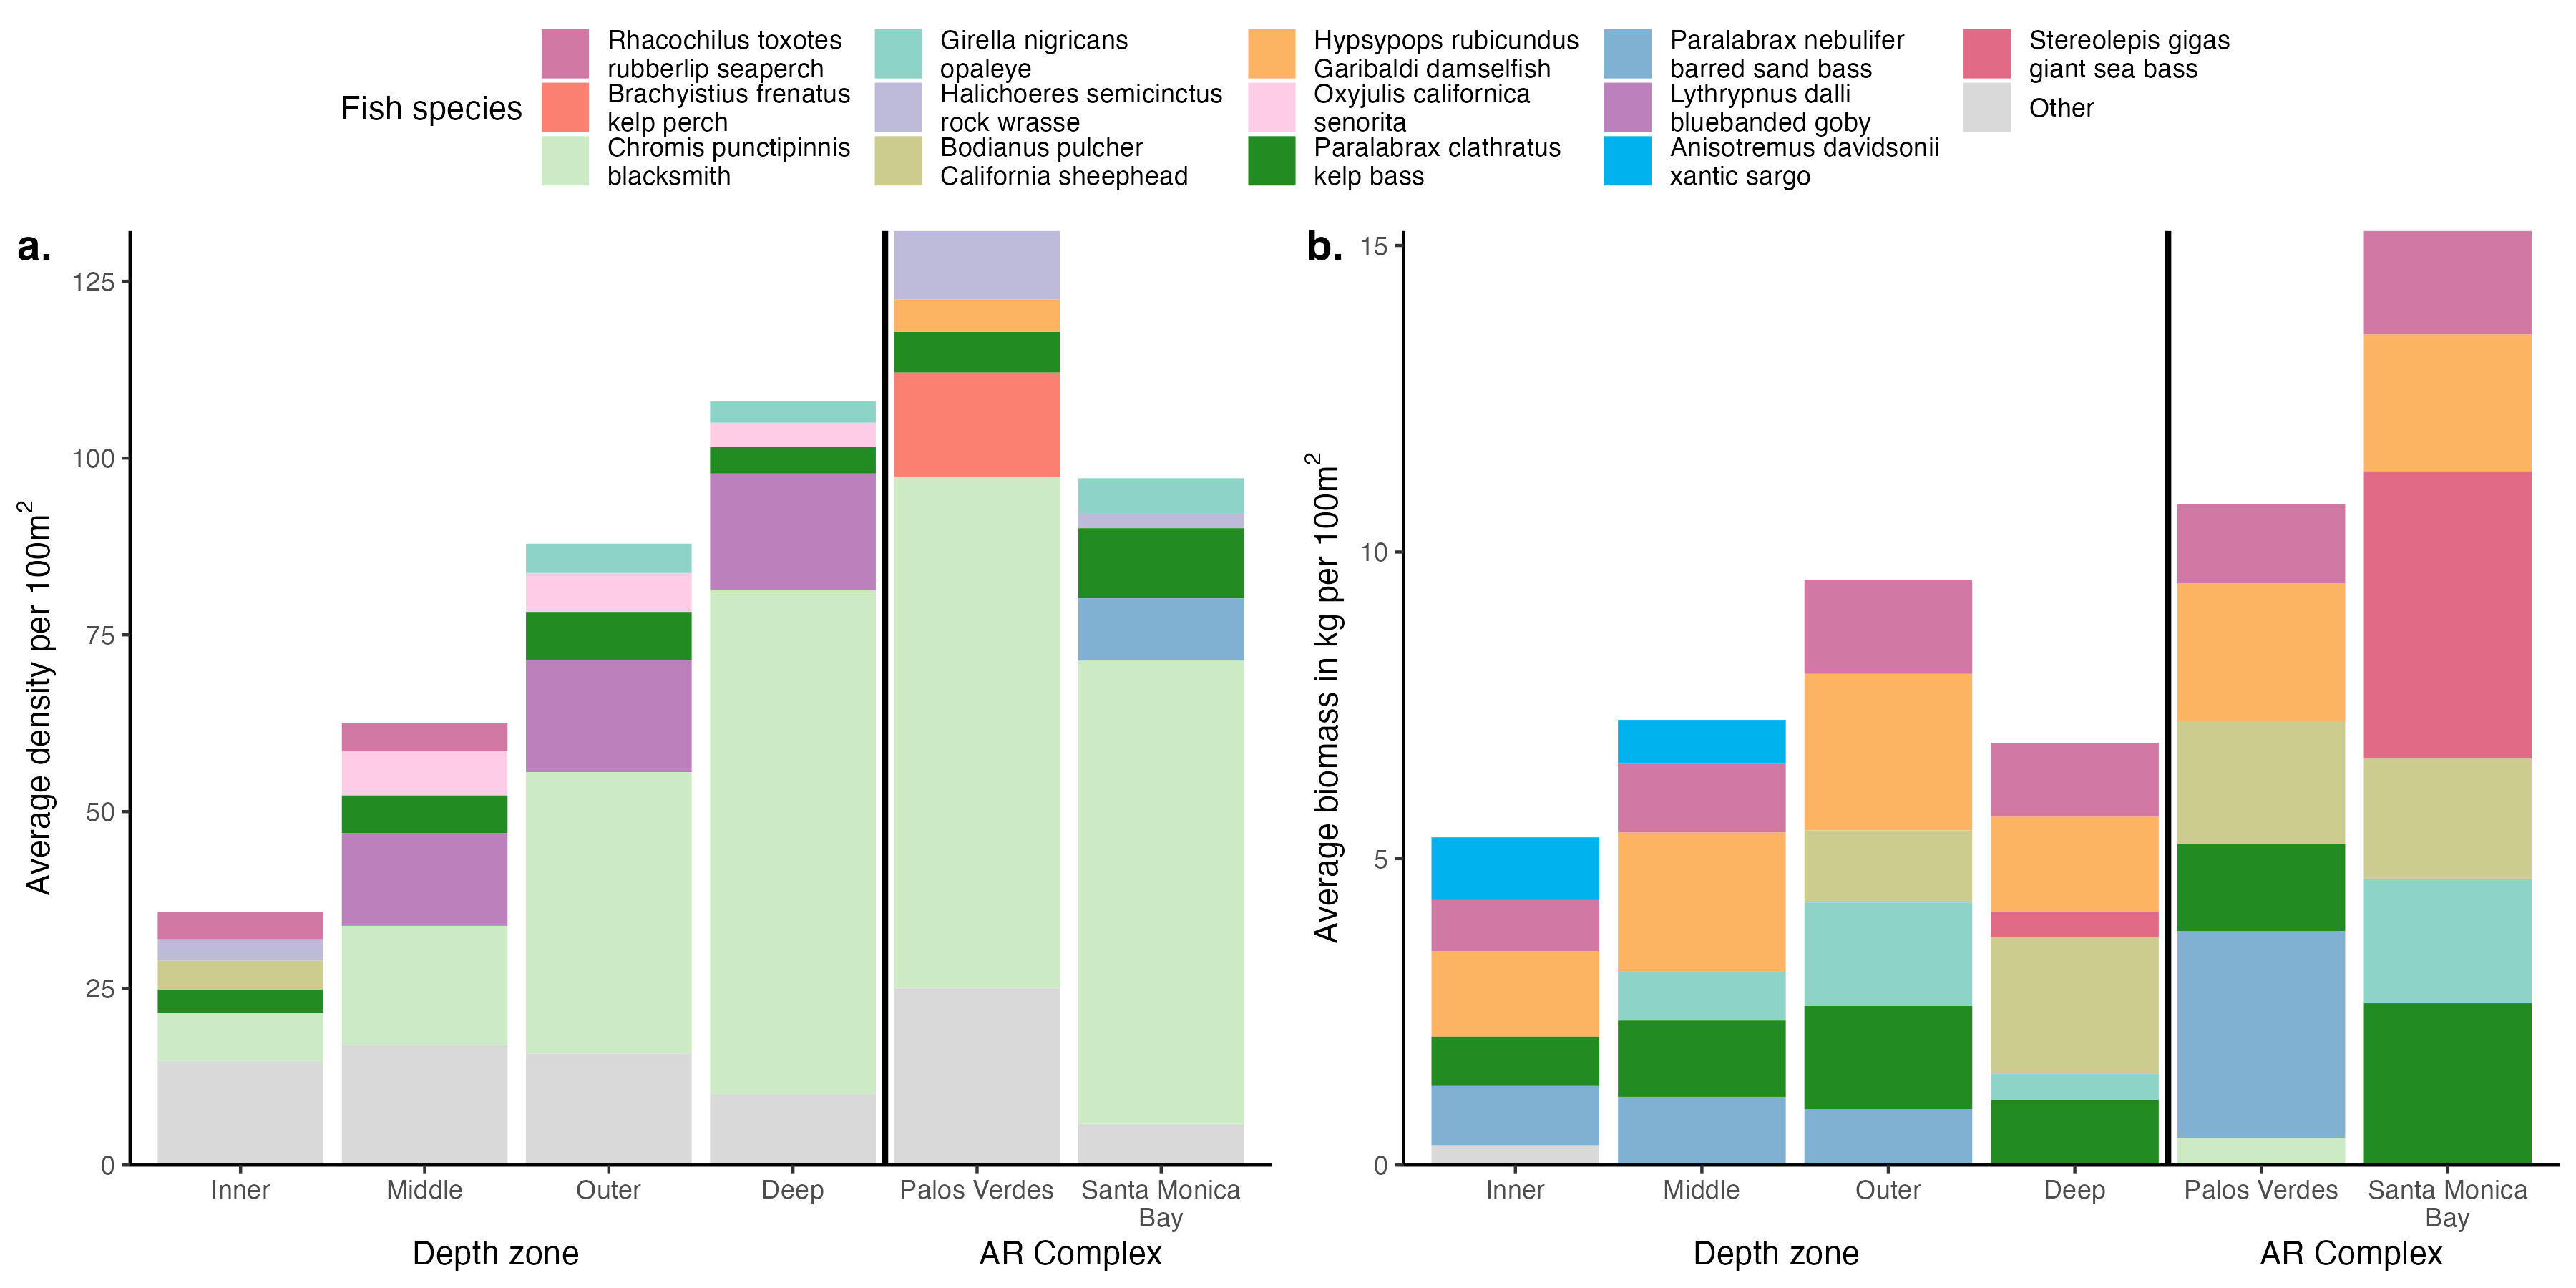 Fish species
Rhacochilus toxotes
rubberlip seaperch
Brachyistius frenatus
kelp perch
Chromis punctipinnis
blacksmith
Girella nigricans
opaleye
Halichoeres semicinctus
rock wrasse
Bodianus pulcher
California sheephead
Hypsypops rubicundus
Garibaldi damselfish
Oxyjulis californica
senorita
Paralabrax clathratus
kelp bass
Paralabrax nebulifer
barred sand bass
Lythrypnus dalli
bluebanded goby
Anisotremus davidsonii
xantic sargo
Stereolepis gigas
giant sea bass
Other
a.
Average density per 100m²
125
100
75
50
25
0
Inner
Middle
Outer
Deep
Palos Verdes
Santa Monica
Bay
Depth zone
AR Complex
b.
Average biomass in kg per 100m²
15
10
5
0
Inner
Middle
Outer
Deep
Palos Verdes
Santa Monica
Bay
Depth zone
AR Complex